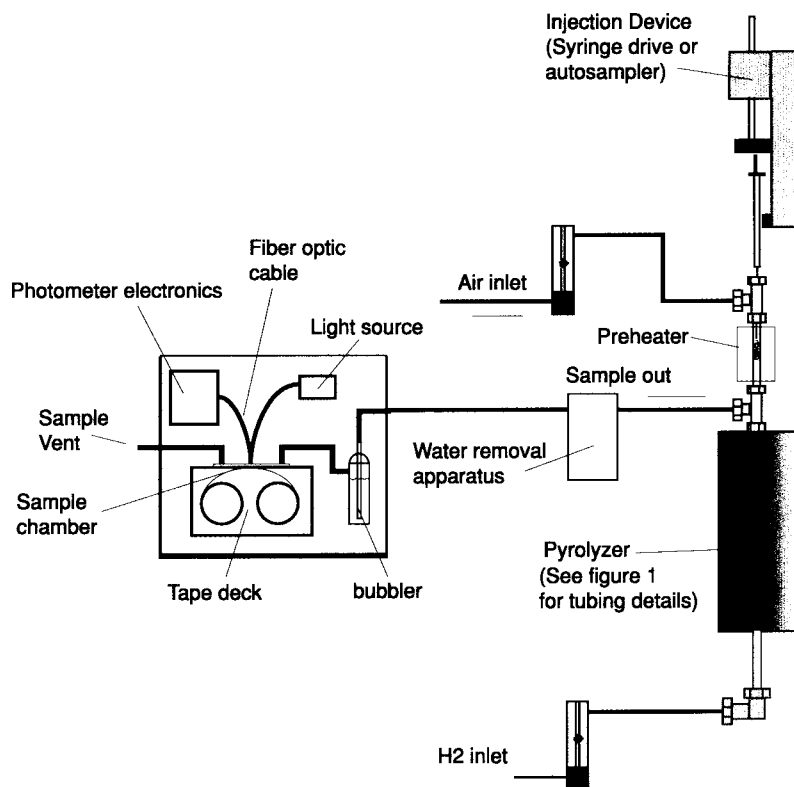 Injection Device
(Syringe drive or
autosampler)
Fiber optic
cable
Air inlet
Photometer electronics
Light source
Preheater
Sample out
Sample
Vent
Water removal
apparatus
Sample
chamber
Pyrolyzer
(See figure 1
for tubing details)
Tape deck
bubbler
H2 inlet